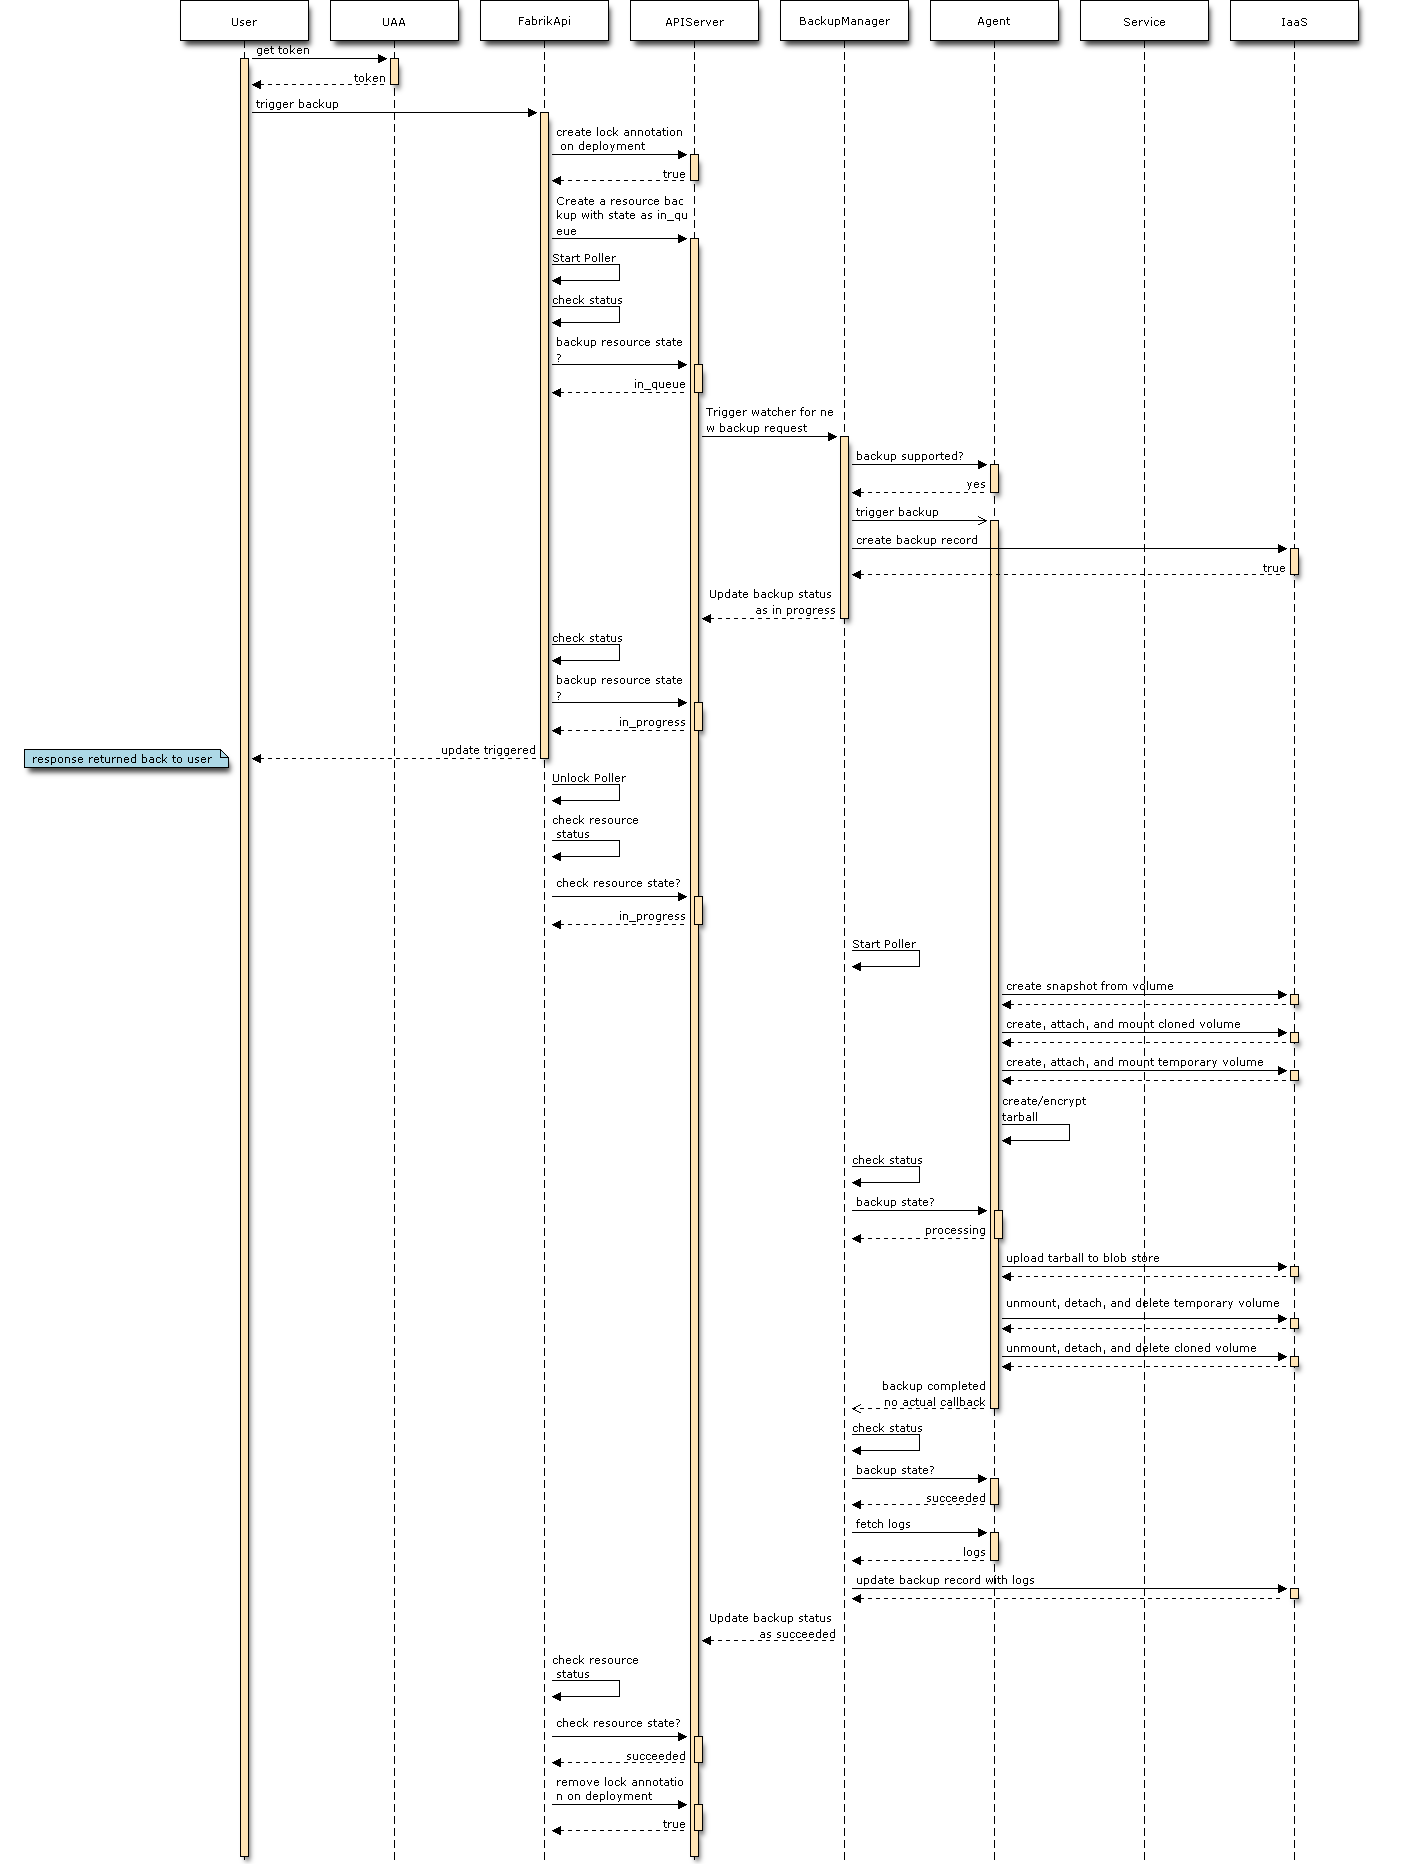 User
UAA
FabrikApi
APIServer
BackupManager
Agent
Service
IaaS
get token
token
trigger backup
create lock annotation
on deployment
true
Create a resource bac
kup with state as in_qu
eue
Start Poller
check status
backup resource state
?
in_queue
Trigger watcher for ne
w backup request
backup supported?
yes
trigger backup
create backup record
true
Update backup status
as in progress
check status
backup resource state
?
in_progress
update triggered
response returned back to user
Unlock Poller
check resource
status
check resource state?
in_progress
Start Poller
create snapshot from volume
create, attach, and mount cloned volume
create, attach, and mount temporary volume
create/encrypt
tarball
check status
backup state?
processing
upload tarball to blob store
unmount, detach, and delete temporary volume
unmount, detach, and delete cloned volume
backup completed
no actual callback
check status
backup state?
succeeded
fetch logs
logs
update backup record with logs
Update backup status
as succeeded
check resource
status
check resource state?
succeeded
remove lock annotatio
n on deployment
true